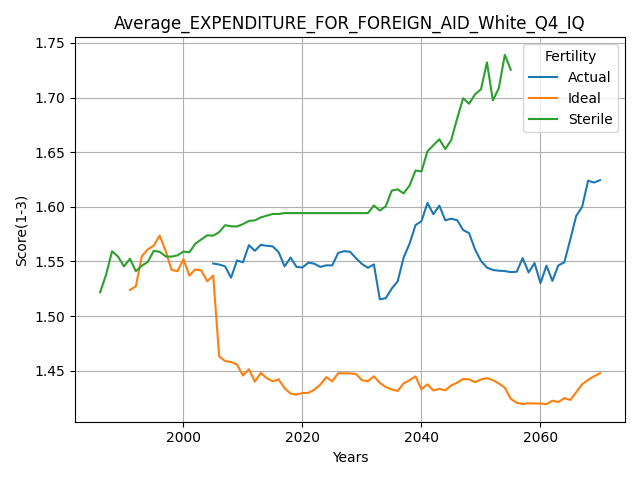 Average_EXPENDITURE_FOR_FOREIGN_AID_White_Q4_IQ
Score(1-3)
1.75
1.70
1.65
1.60
1.55
1.50
1.45
Fertility
Actual
Ideal
Sterile
2000 2020 2040 2060
Years